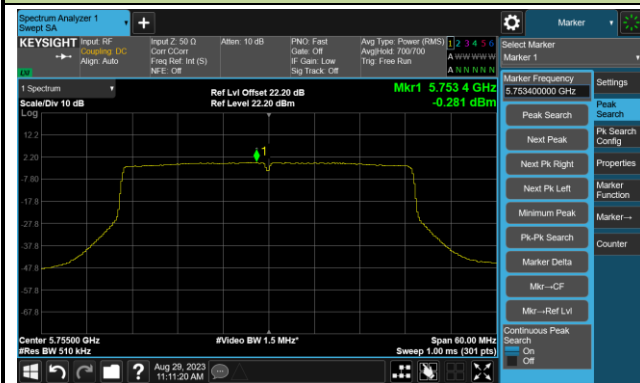 Spectrum Analyzer 1
Swept SA
+
Marker
KEYSIGHT
Input: RF
Coupling: DC
Align: Auto
Input Z: 50 Ω
Corr CCorr
Freq Ref: Int (S)
NFE: Off
Atten: 10 dB
PNO: Fast
Gate: Off
IF Gain: Low
Sig Track: Off
Avg Type: Power (RMS)
Avg|Hold: 700/700
Trig: Free Run
1 2 3 4 5 6
A W W W W W
A N N N N N
LXI
Select Marker
Marker 1
1 Spectrum
Scale/Div 10 dB
Log
Ref Lvl Offset 22.20 dB
Ref Level 22.20 dBm
Mkr1 5.753 4 GHz
-0.281 dBm
12.2
2.20
-7.80
-17.8
-27.8
-37.8
-47.8
-57.8
-67.8
1
Center 5.75500 GHz
#Res BW 510 kHz
#Video BW 1.5 MHz*
Span 60.00 MHz
Sweep 1.00 ms (301 pts)
Marker Frequency
5.753400000 GHz
Peak Search
Next Peak
Next Pk Right
Next Pk Left
Minimum Peak
Pk-Pk Search
Marker Delta
Mkr→CF
Mkr→Ref Lvl
Continuous Peak
Search
On
Off
Settings
Peak
Search
Pk Search
Config
Properties
Marker
Function
Marker→
Counter
?
Aug 29, 2023
11:11:20 AM